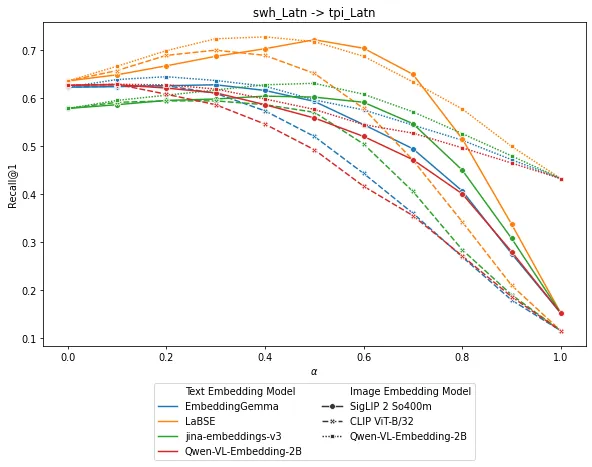 swh_Latn -> tpi_Latn
Recall@1
0.7
0.6
0.5
0.4
0.3
0.2
0.1
0.0 0.2 0.4 0.6 0.8 1.0
α
Text Embedding Model Image Embedding Model
EmbeddingGemma SigLIP 2 So400m
LaBSE CLIP ViT-B/32
jina-embeddings-v3 Qwen-VL-Embedding-2B
Qwen-VL-Embedding-2B